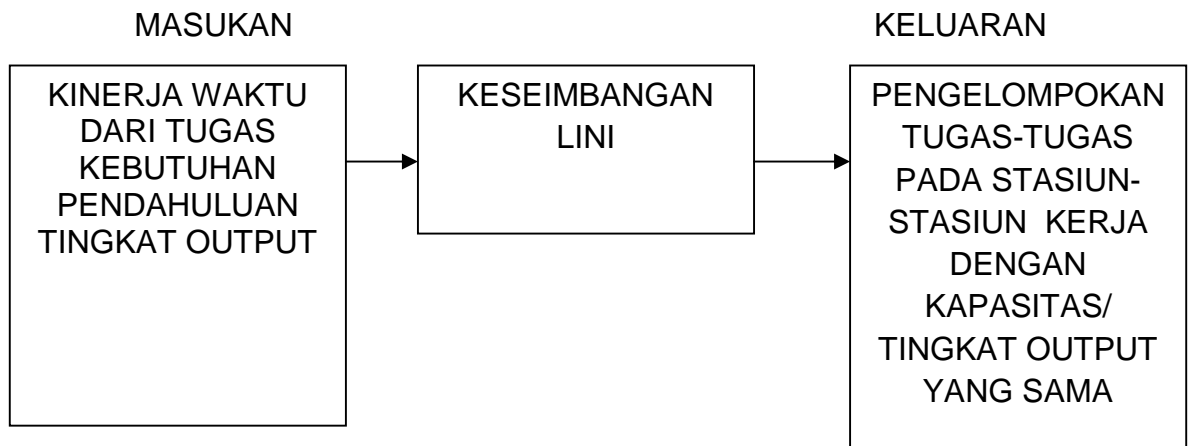 MASUKAN
KELUARAN
KINERJA WAKTU
DARI TUGAS
KEBUTUHAN
PENDAHULUAN
TINGKAT OUTPUT
KESEIMBANGAN
LINI
PENGELOMPOKAN
TUGAS-TUGAS
PADA STASIUN-
STASIUN KERJA
DENGAN
KAPASITAS/
TINGKAT OUTPUT
YANG SAMA